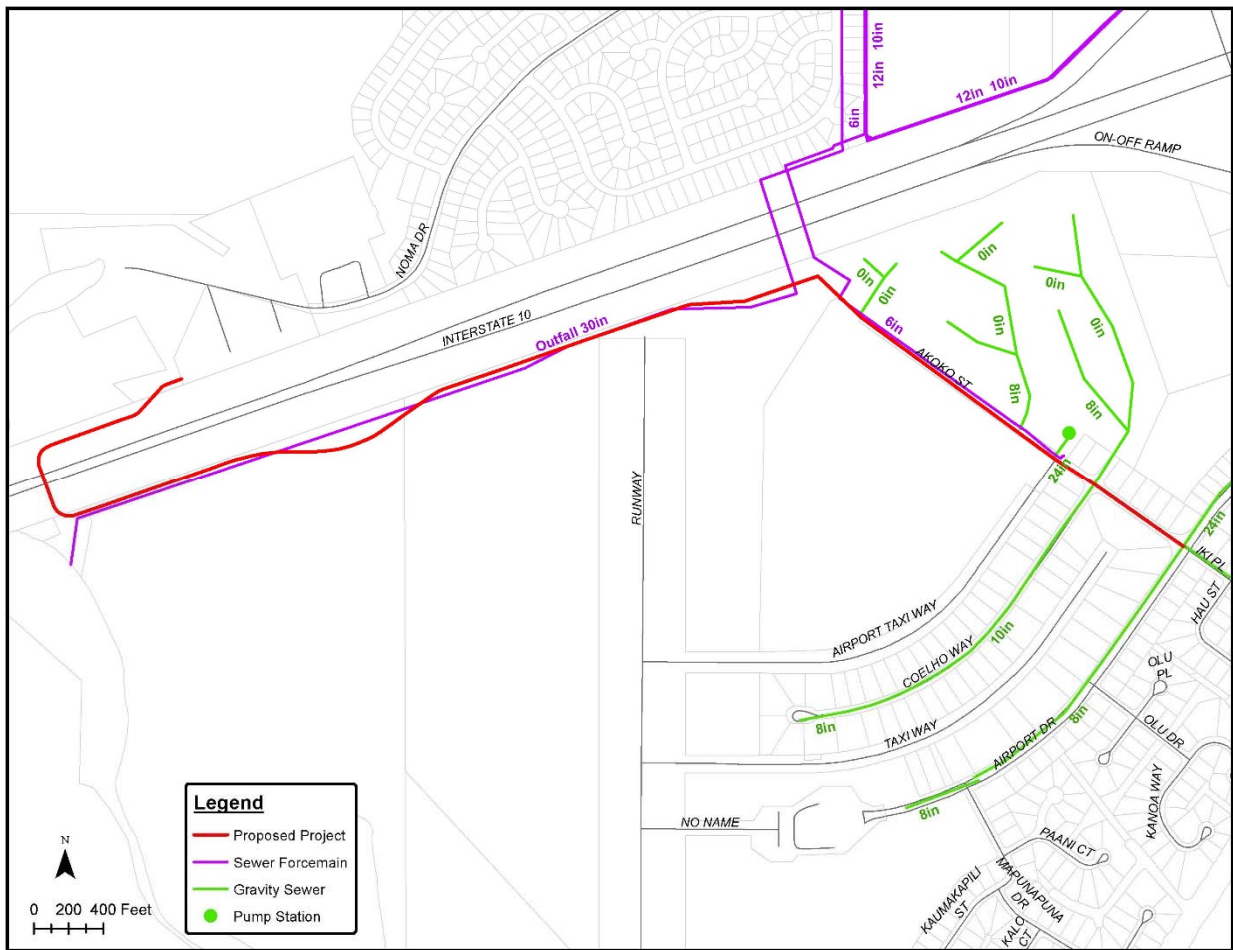 10in
12in
6in
12in 10in
ON-OFF RAMP
NOMA DR
INTERSTATE 10
Outfall 30in
0in
0in
0in
0in
0in
0in
6in
AKOKO ST
8in
8in
24in
24in
RUNWAY
IKI PL
HAU ST
AIRPORT TAXI WAY
COELHO WAY
10in
8in
TAXI WAY
OLU
PL
OLU DR
AIRPORT DR
8in
8in
KANOA WAY
NO NAME
PAANI CT
MAPUNAPUNA
DR
KAUMAKAPILI
ST
KALO
CT
Legend
Proposed Project
Sewer Forcemain
Gravity Sewer
Pump Station
N
0 200 400 Feet